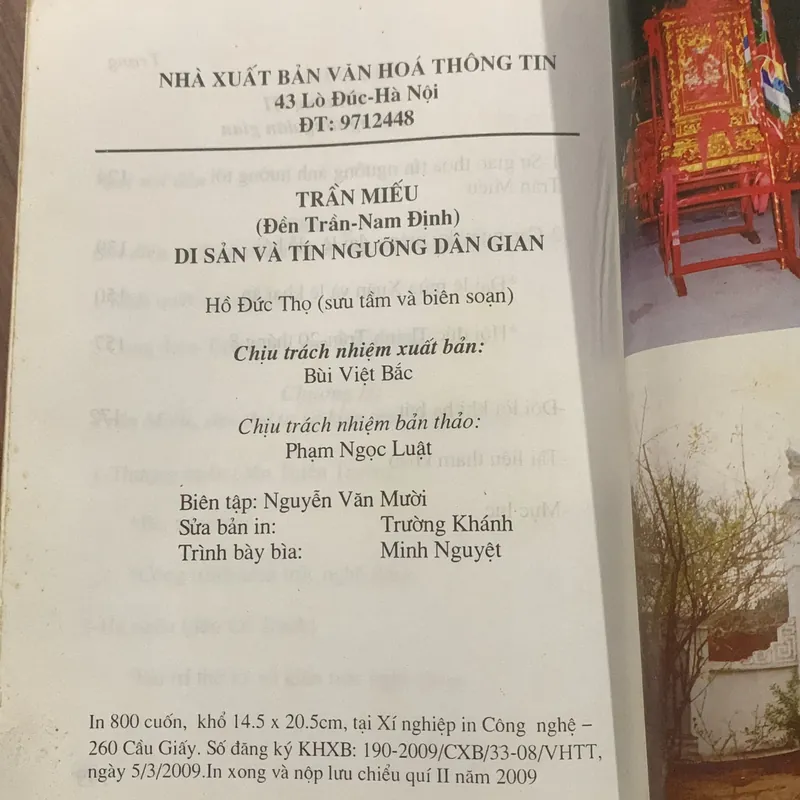 NHÀ XUẤT BẢN VĂN HOÁ THÔNG TIN
43 Lò Đúc-Hà Nội
ĐT: 9712448
TRẦN MIẾU
(Đền Trần-Nam Định)
DI SẢN VÀ TÍN NGƯỠNG DÂN GIAN
Hồ Đức Thọ (sưu tầm và biên soạn)
Chịu trách nhiệm xuất bản:
Bùi Việt Bắc
Chịu trách nhiệm bản thảo:
Phạm Ngọc Luật
Biên tập: Nguyễn Văn Mười
Sửa bản in: Trường Khánh
Trình bày bìa: Minh Nguyệt
In 800 cuốn, khổ 14.5 x 20.5cm, tại Xí nghiệp in Công nghệ –
260 Cầu Giấy. Số đăng ký KHXB: 190-2009/CXB/33-08/VHTT,
ngày 5/3/2009.In xong và nộp lưu chiểu quí II năm 2009